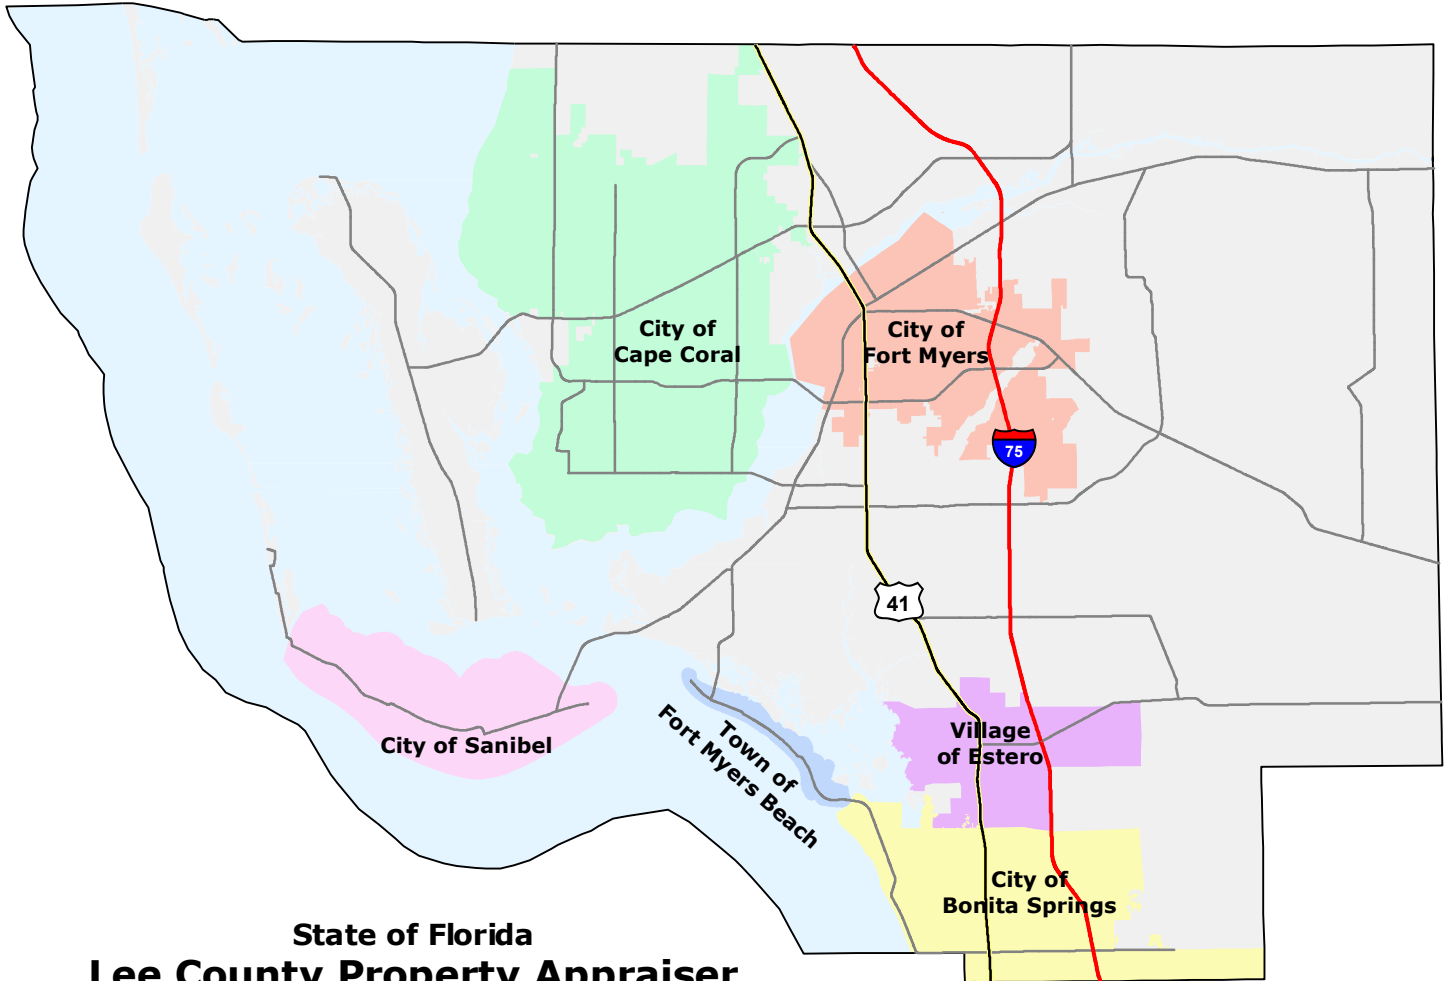 City of
Cape Coral
City of
Fort Myers
75
41
City of Sanibel
Town of
Fort Myers Beach
Village
of Estero
City of
Bonita Springs
State of Florida
Lee County Property Appraiser